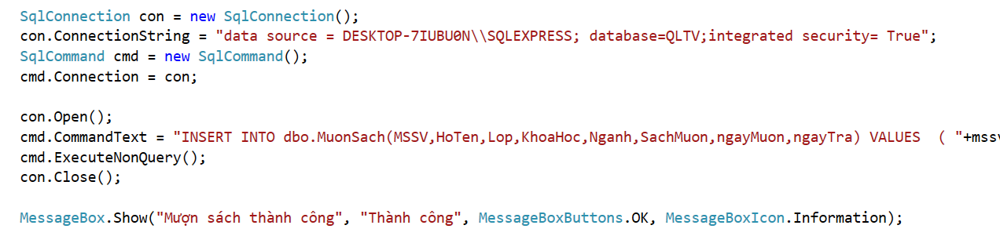 SqlConnection con = new SqlConnection();
con.ConnectionString = "data source = DESKTOP-7IUBU0N\\SQLEXPRESS; database=QLTV;integrated security= True";
SqlCommand cmd = new SqlCommand();
cmd.Connection = con;
con.Open();
cmd.CommandText = "INSERT INTO dbo.MuonSach(MSSV,HoTen,Lop,KhoaHoc,Nganh,SachMuon,ngayMuon,ngayTra) VALUES  ( "+mssv
cmd.ExecuteNonQuery();
con.Close();
MessageBox.Show("Mượn sách thành công", "Thành công", MessageBoxButtons.OK, MessageBoxIcon.Information);